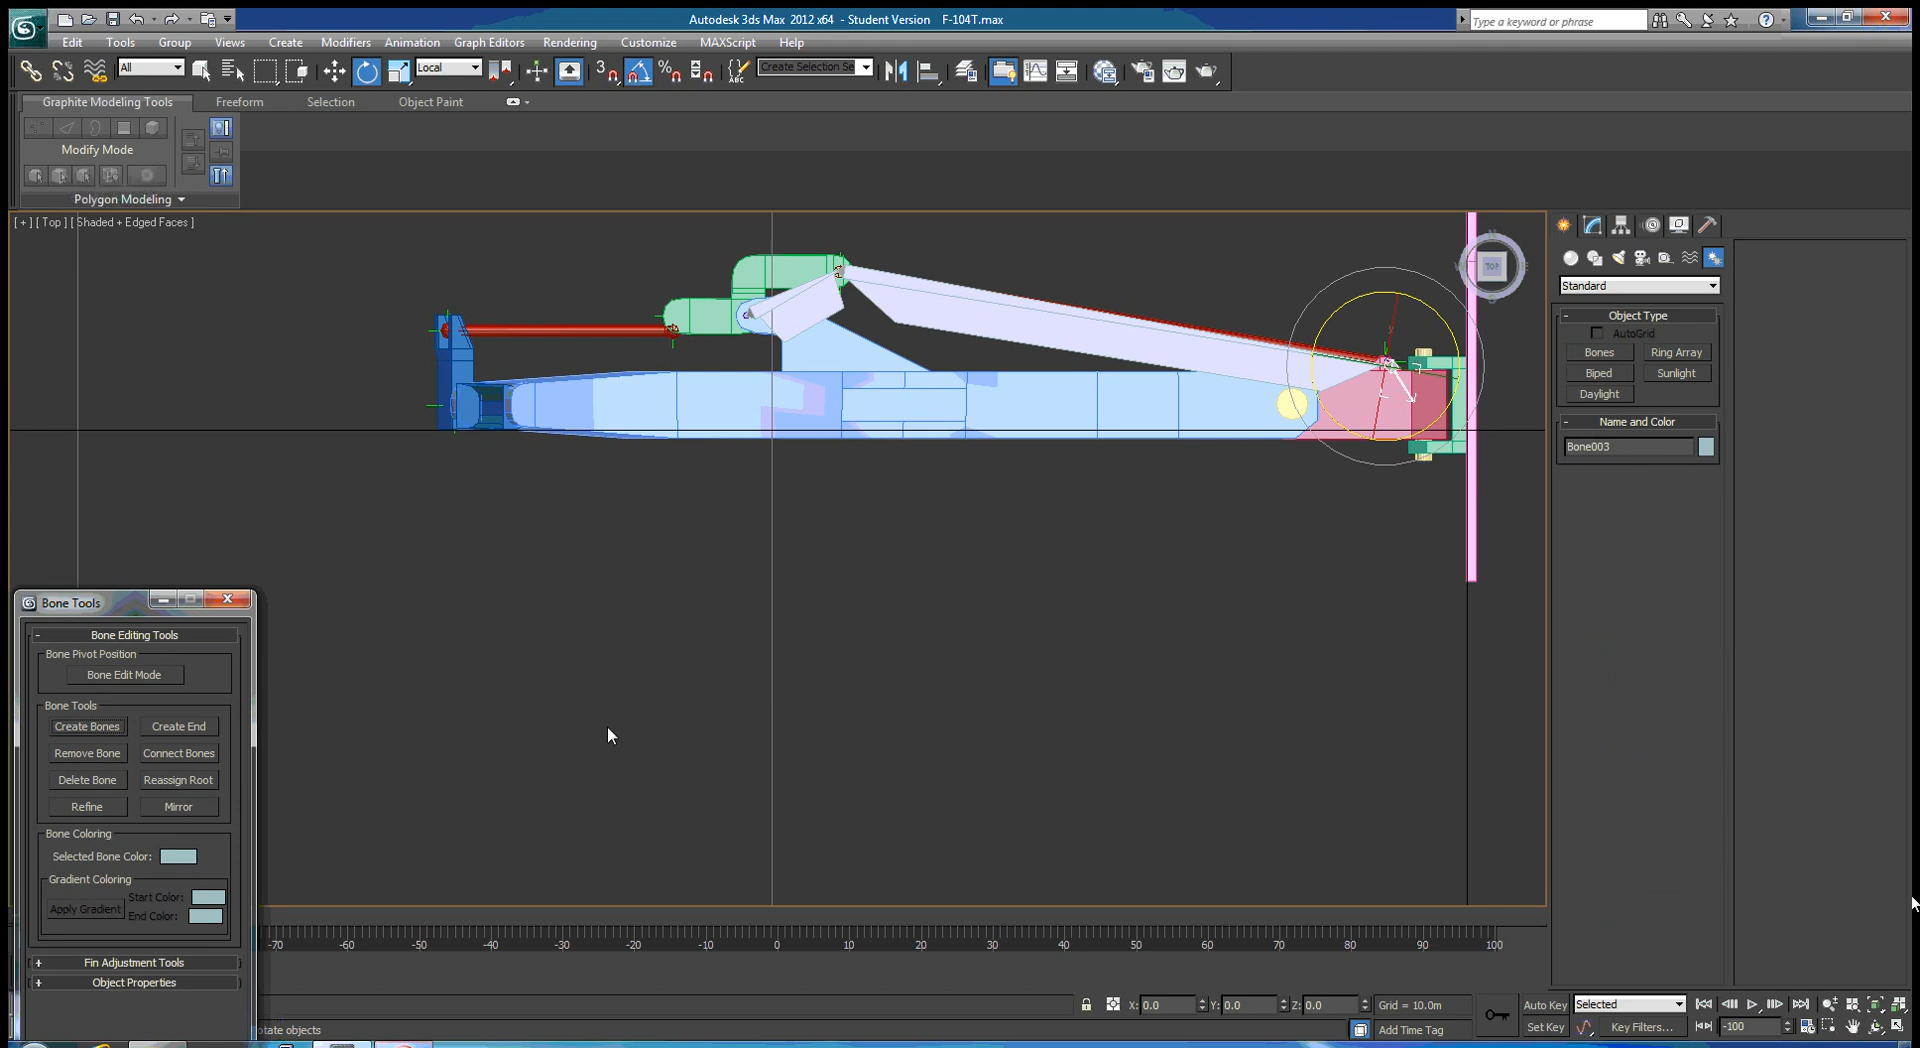 Autodesk 3ds Max 2012 x64 - Student Version F-104T.max
Type a keyword or phrase
Edit Tools Group Views Create Modifiers Animation Graph Editors Rendering Customize MAXScript Help
All
Local
3
Create Selection Se
Graphite Modeling Tools Freeform Selection Object Paint
Modify Mode
Polygon Modeling
[ + ] [ Top ] [ Shaded + Edged Faces ]
TOP
Standard
Object Type
AutoGrid
Bones Ring Array
Biped Sunlight
Daylight
Name and Color
Bone003
Bone Tools
Bone Editing Tools
Bone Pivot Position
Bone Edit Mode
Bone Tools
Create Bones Create End
Remove Bone Connect Bones
Delete Bone Reassign Root
Refine Mirror
Bone Coloring
Selected Bone Color:
Gradient Coloring
Apply Gradient Start Color:
End Color:
Fin Adjustment Tools
Object Properties
-70 -60 -50 -40 -30 -20 -10 0 10 20 30 40 50 60 70 80 90 100
X: 0.0 Y: 0.0 Z: 0.0 Grid = 10.0m Auto Key Selected
otate objects Add Time Tag Set Key Key Filters... -100